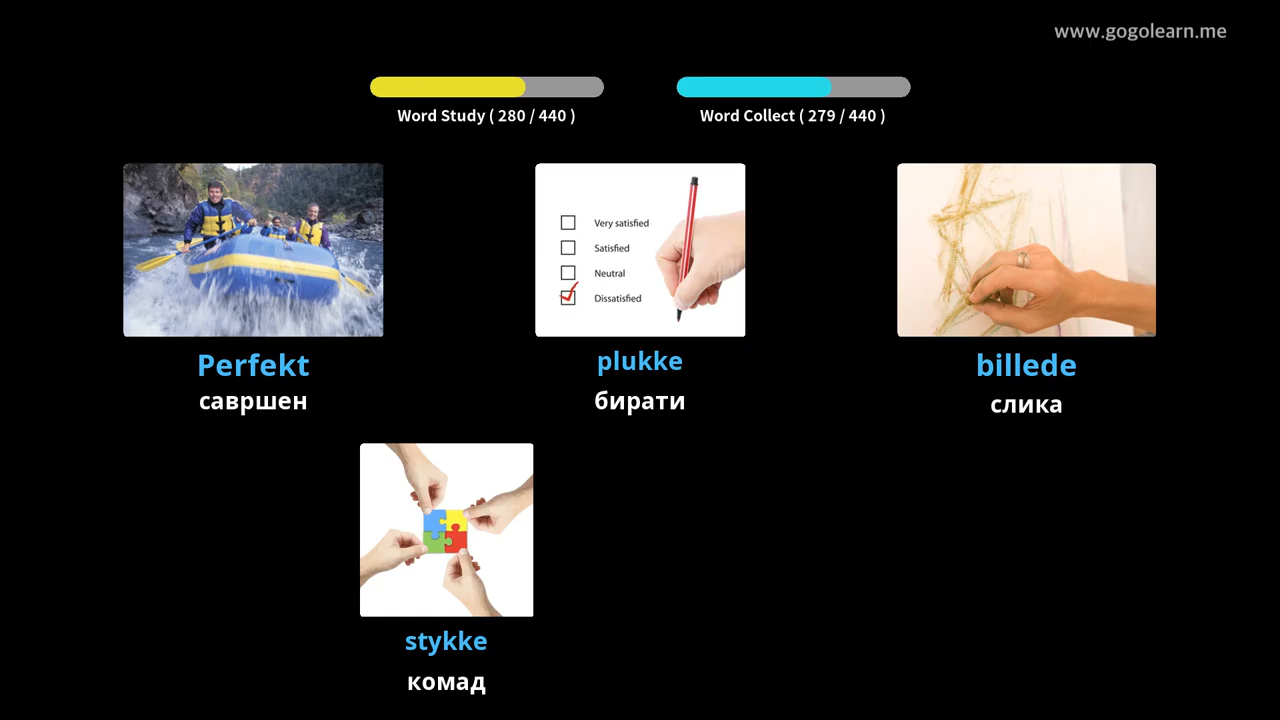 www.gogolearn.me
Word Study ( 280 / 440 )
Word Collect ( 279 / 440 )
Very satisfied
Satisfied
Neutral
Dissatisfied
Perfekt
савршен
plukke
бирати
billede
слика
stykke
комад